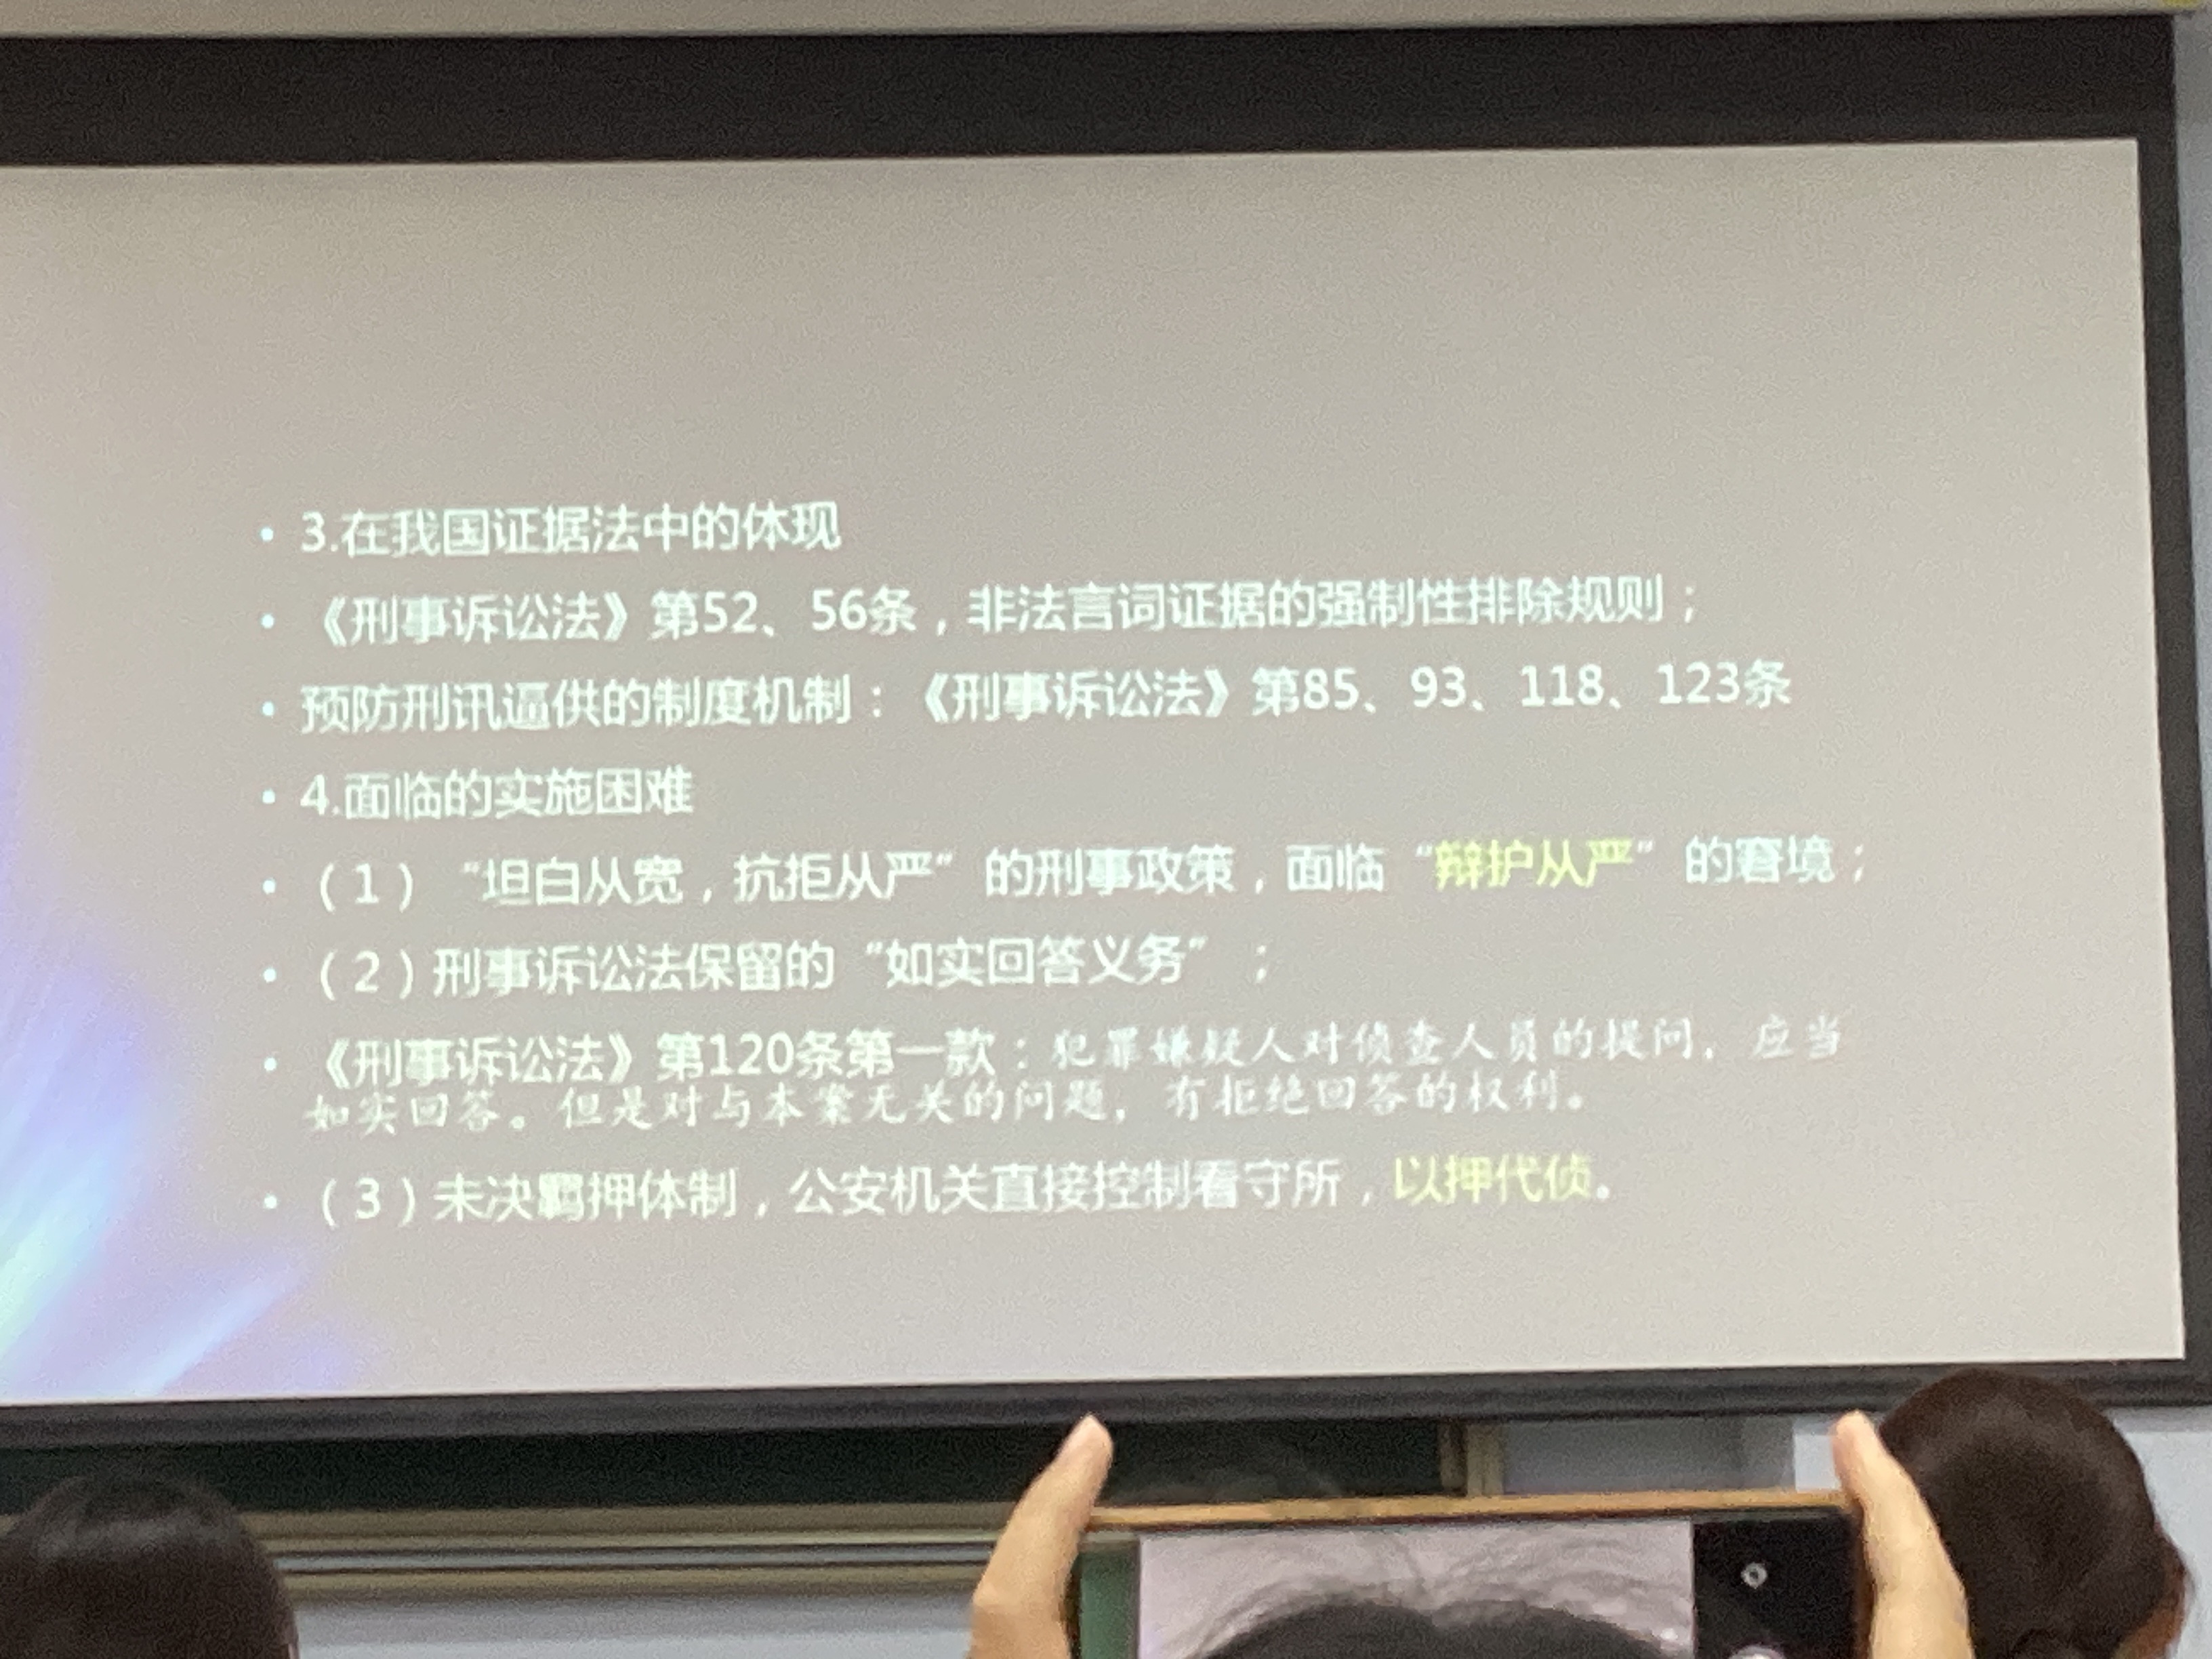 • 3.在我国证据法中的体现
• 《刑事诉讼法》第52、56条，非法言词证据的强制性排除规则；
• 预防刑讯逼供的制度机制：《刑事诉讼法》第85、93、118、123条
• 4.面临的实施困难
• （1）“坦白从宽，抗拒从严”的刑事政策，面临“辩护从严”的窘境；
• （2）刑事诉讼法保留的“如实回答义务”；
• 《刑事诉讼法》第120条第一款：犯罪嫌疑人对侦查人员的提问，应当
如实回答。但是对与本案无关的问题，有拒绝回答的权利。
• （3）未决羁押体制，公安机关直接控制看守所，以押代侦。